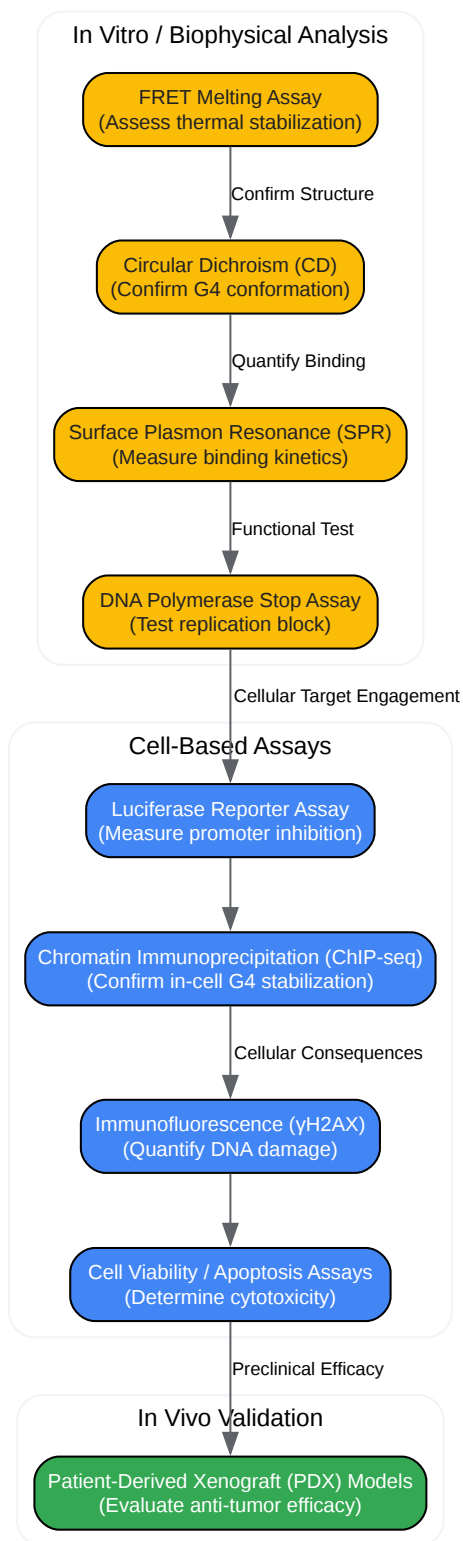 In Vitro / Biophysical Analysis
FRET Melting Assay
(Assess thermal stabilization)
Confirm Structure
Circular Dichroism (CD)
(Confirm G4 conformation)
Quantify Binding
Surface Plasmon Resonance (SPR)
(Measure binding kinetics)
Functional Test
DNA Polymerase Stop Assay
(Test replication block)
Cellular Target Engagement
Cell-Based Assays
Luciferase Reporter Assay
(Measure promoter inhibition)
Chromatin Immunoprecipitation (ChIP-seq)
(Confirm in-cell G4 stabilization)
Cellular Consequences
Immunofluorescence (γH2AX)
(Quantify DNA damage)
Cell Viability / Apoptosis Assays
(Determine cytotoxicity)
Preclinical Efficacy
In Vivo Validation
Patient-Derived Xenograft (PDX) Models
(Evaluate anti-tumor efficacy)